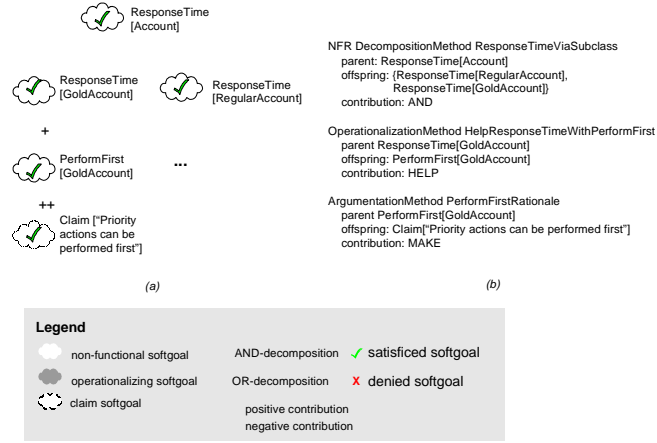 ResponseTime
[Account]
ResponseTime
[GoldAccount]
ResponseTime
[RegularAccount]
+
PerformFirst
[GoldAccount]
...
++
Claim ["Priority
actions can be
performed first"]
(a)
NFR DecompositionMethod ResponseTimeViaSubclass
parent: ResponseTime[Account]
offspring: {ResponseTime[RegularAccount],
ResponseTime[GoldAccount]}
contribution: AND
OperationalizationMethod HelpResponseTimeWithPerformFirst
parent ResponseTime[GoldAccount]
offspring: PerformFirst[GoldAccount]
contribution: HELP
ArgumentationMethod PerformFirstRationale
parent PerformFirst[GoldAccount]
offspring: Claim["Priority actions can be performed first"]
contribution: MAKE
(b)
Legend
non-functional softgoal
operationalizing softgoal
claim softgoal
AND-decomposition
OR-decomposition
positive contribution
negative contribution
satisficed softgoal
X denied softgoal